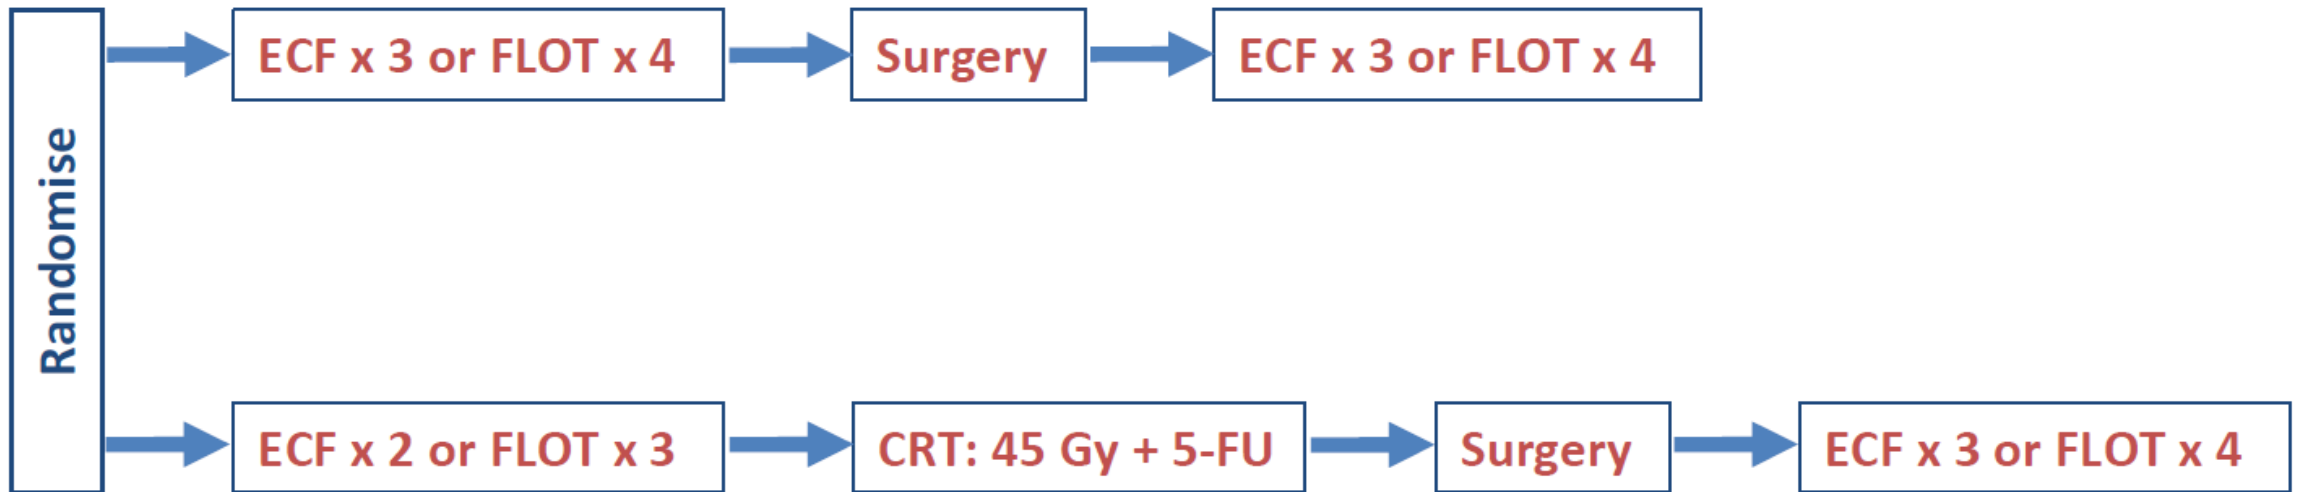 Randomise
ECF x 3 or FLOT x 4
Surgery
ECF x 3 or FLOT x 4
ECF x 2 or FLOT x 3
CRT: 45 Gy + 5-FU
Surgery
ECF x 3 or FLOT x 4